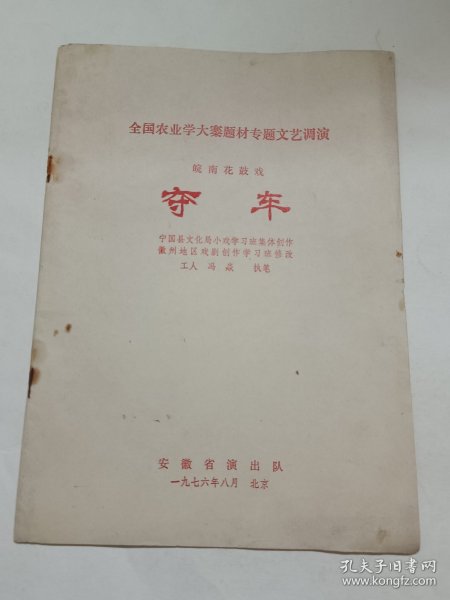 全国农业学大寨题材专题文艺调演
皖南花鼓戏
夺车
宁国县文化局小戏学习班集体创作
徽州地区戏剧创作学习班修改
工人 冯焱 执笔
安徽省演出队
一九七六年八月 北京
孔夫子旧书网
www.kongfz.com